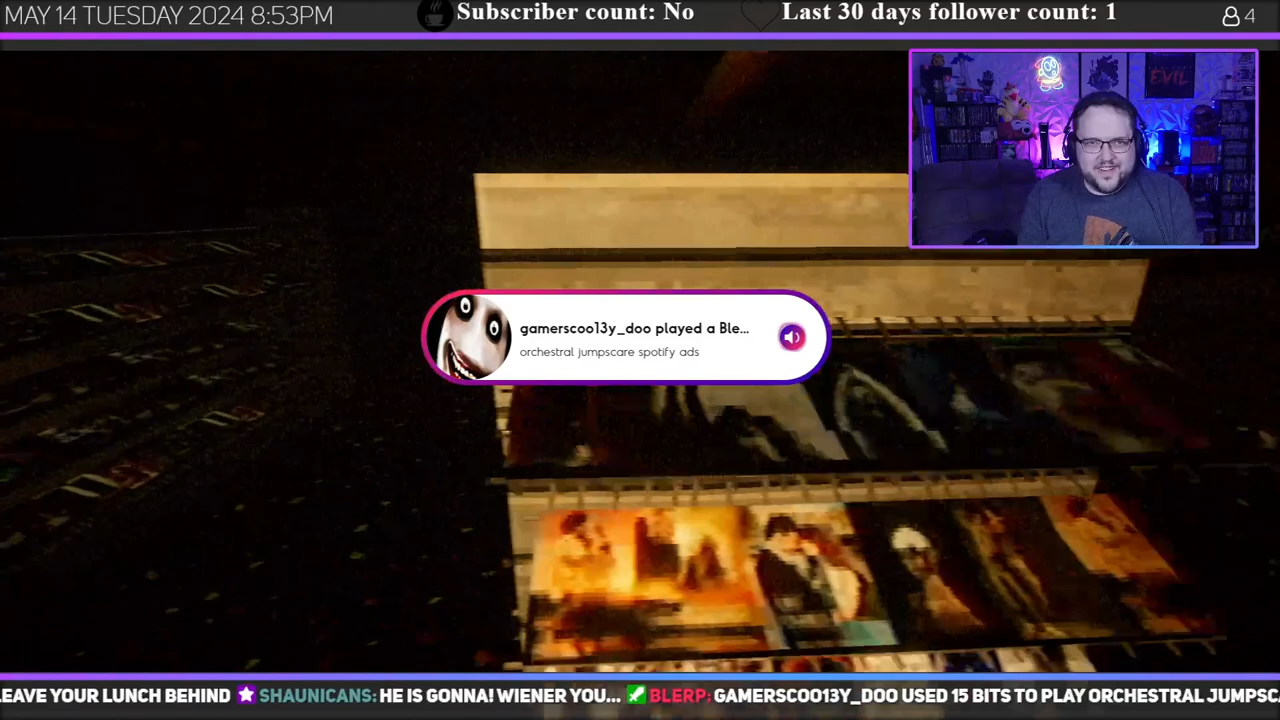 MAY 14 TUESDAY 2024 8:53PM
Subscriber count: No
Last 30 days follower count: 1
4
EVIL
gamerscoo13y_doo played a Ble...
orchestral jumpscare spotify ads
LEAVE YOUR LUNCH BEHIND SHAUNICANS: HE IS GONNA! WIENER YOU... BLERP: GAMERSCOO13Y_DOO USED 15 BITS TO PLAY ORCHESTRAL JUMPSC